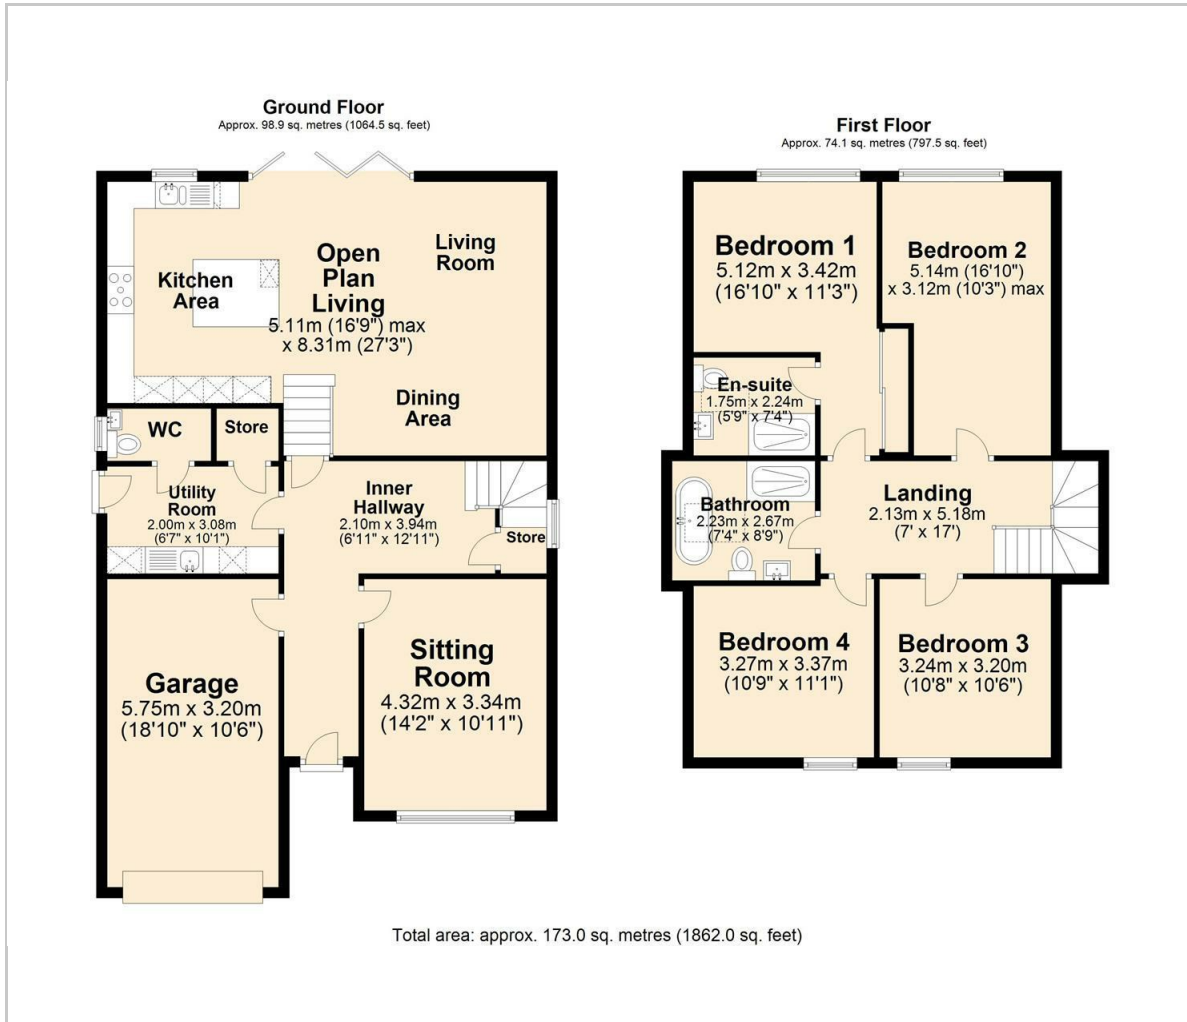 Ground Floor
Approx. 98.9 sq. metres (1064.5 sq. feet)
Open
Plan
Living
5.11m (16'9") max
x 8.31m (27'3")
Kitchen
Area
Living
Room
Dining
Area
WC
Store
Utility
Room
2.00m x 3.08m
(6'7" x 10'1")
Inner
Hallway
2.10m x 3.94m
(6'11" x 12'11")
Store
Garage
5.75m x 3.20m
(18'10" x 10'6")
Sitting
Room
4.32m x 3.34m
(14'2" x 10'11")
First Floor
Approx. 74.1 sq. metres (797.5 sq. feet)
Bedroom 1
5.12m x 3.42m
(16'10" x 11'3")
Bedroom 2
5.14m (16'10")
x 3.12m (10'3") max
En-suite
1.75m x 2.24m
(5'9" x 7'4")
Bathroom
2.23m x 2.67m
(7'4" x 8'9")
Landing
2.13m x 5.18m
(7' x 17')
Bedroom 4
3.27m x 3.37m
(10'9" x 11'1")
Bedroom 3
3.24m x 3.20m
(10'8" x 10'6")
Total area: approx. 173.0 sq. metres (1862.0 sq. feet)